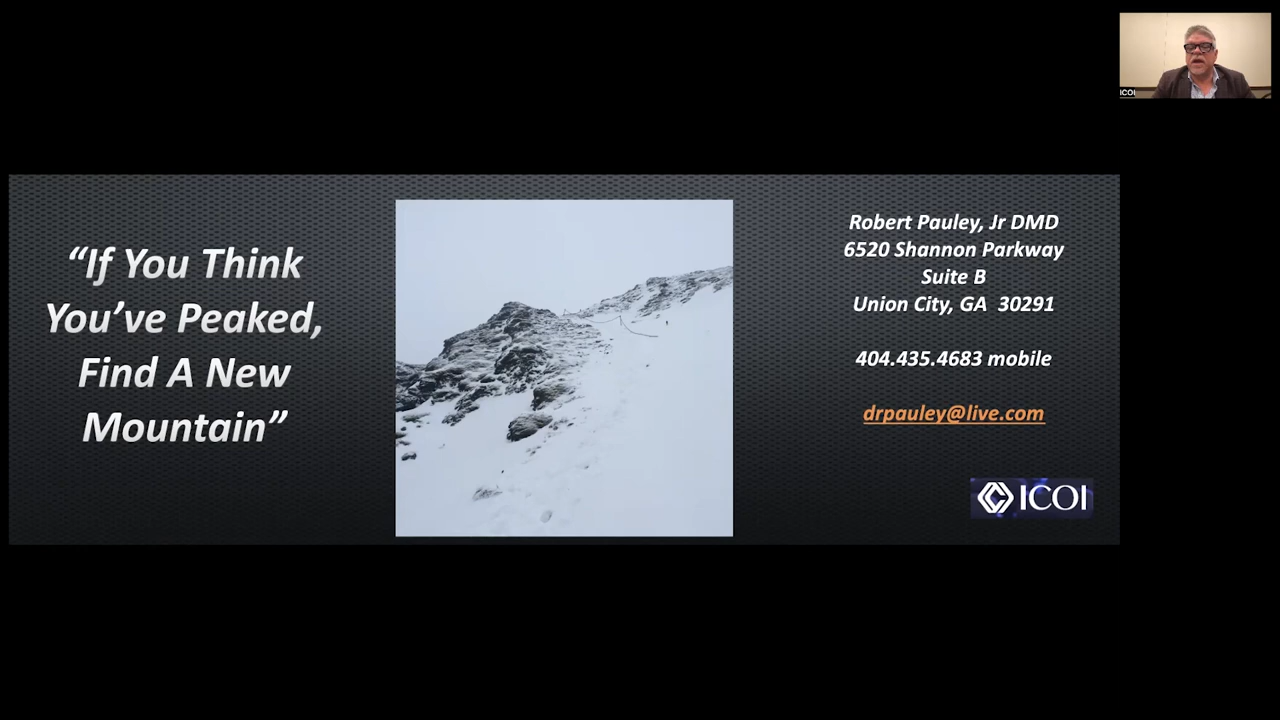 “If You Think
You’ve Peaked,
Find A New
Mountain”
Robert Pauley, Jr DMD
6520 Shannon Parkway
Suite B
Union City, GA 30291
404.435.4683 mobile
drpauley@live.com
ICOI
ICOI